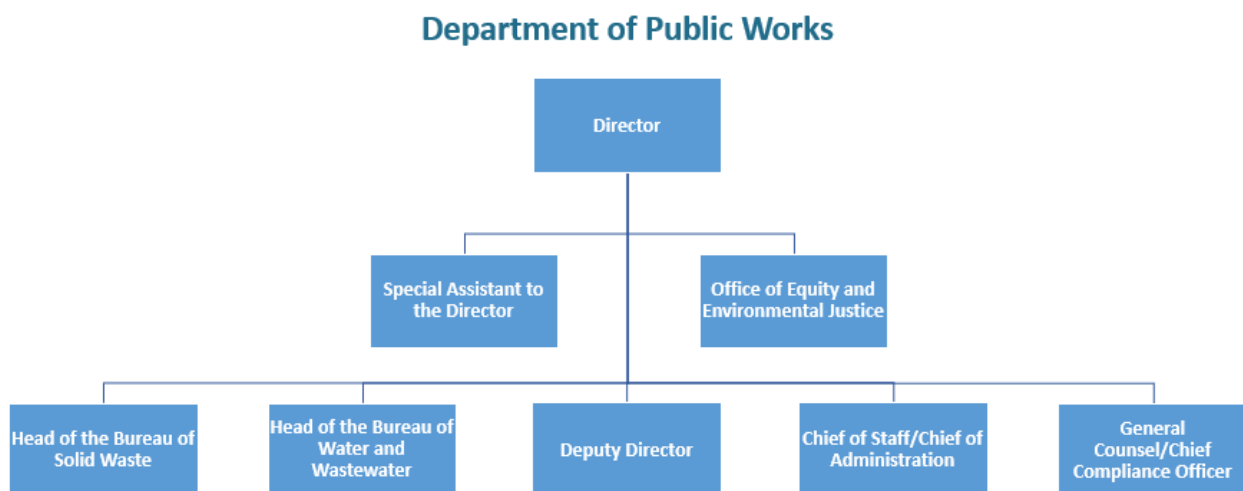 Department of Public Works
Director
Special Assistant to
the Director
Office of Equity and
Environmental Justice
Head of the Bureau of
Solid Waste
Head of the Bureau of
Water and
Wastewater
Deputy Director
Chief of Staff/Chief of
Administration
General
Counsel/Chief
Compliance Officer